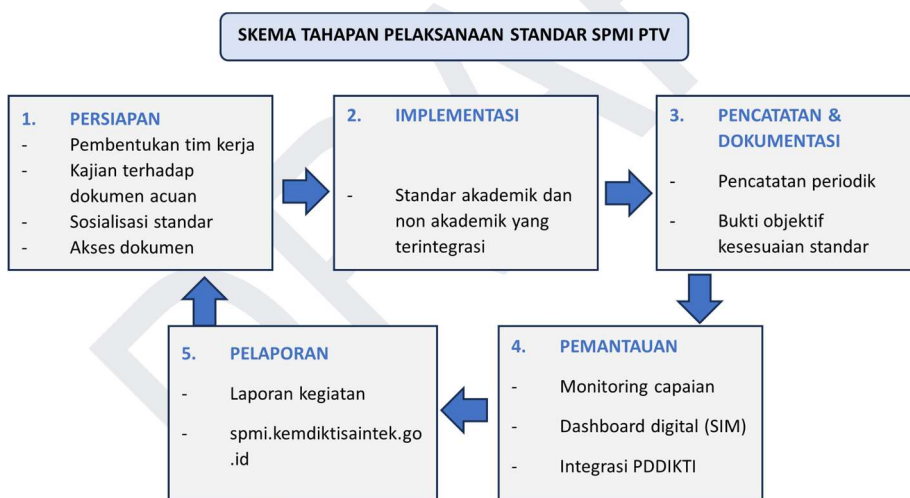 SKEMA TAHAPAN PELAKSANAAN STANDAR SPMI PTV
1. PERSIAPAN
- Pembentukan tim kerja
- Kajian terhadap
dokumen acuan
- Sosialisasi standar
- Akses dokumen
2. IMPLEMENTASI
- Standar akademik dan
non akademik yang
terintegrasi
3. PENCATATAN &
DOKUMENTASI
- Pencatatan periodik
- Bukti objektif
kesesuaian standar
4. PEMANTAUAN
- Monitoring capaian
- Dashboard digital (SIM)
- Integrasi PDDIKTI
5. PELAPORAN
- Laporan kegiatan
- spmi.kemdiktisaintek.go
.id